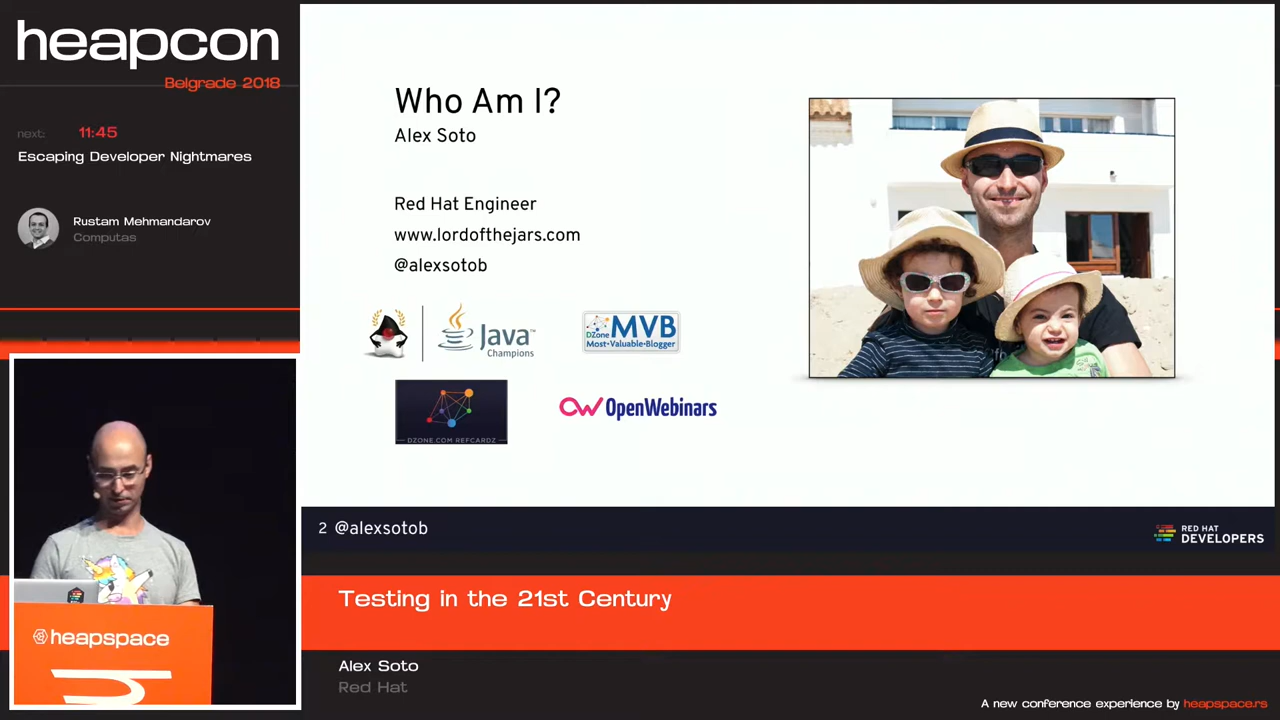 heapcon
Belgrade 2018
next: 11:45
Escaping Developer Nightmares
Rustam Mehmandarov
Computas
Who Am I?
Alex Soto
Red Hat Engineer
www.lordofthejars.com
@alexsotob
Java™
Champions
DZone MVB
Most•Valuable•Blogger
DZONE.COM REFCARDZ
OW OpenWebinars
2 @alexsotob
RED HAT
DEVELOPERS
heapspace
Testing in the 21st Century
Alex Soto
Red Hat
A new conference experience by heapspace.rs